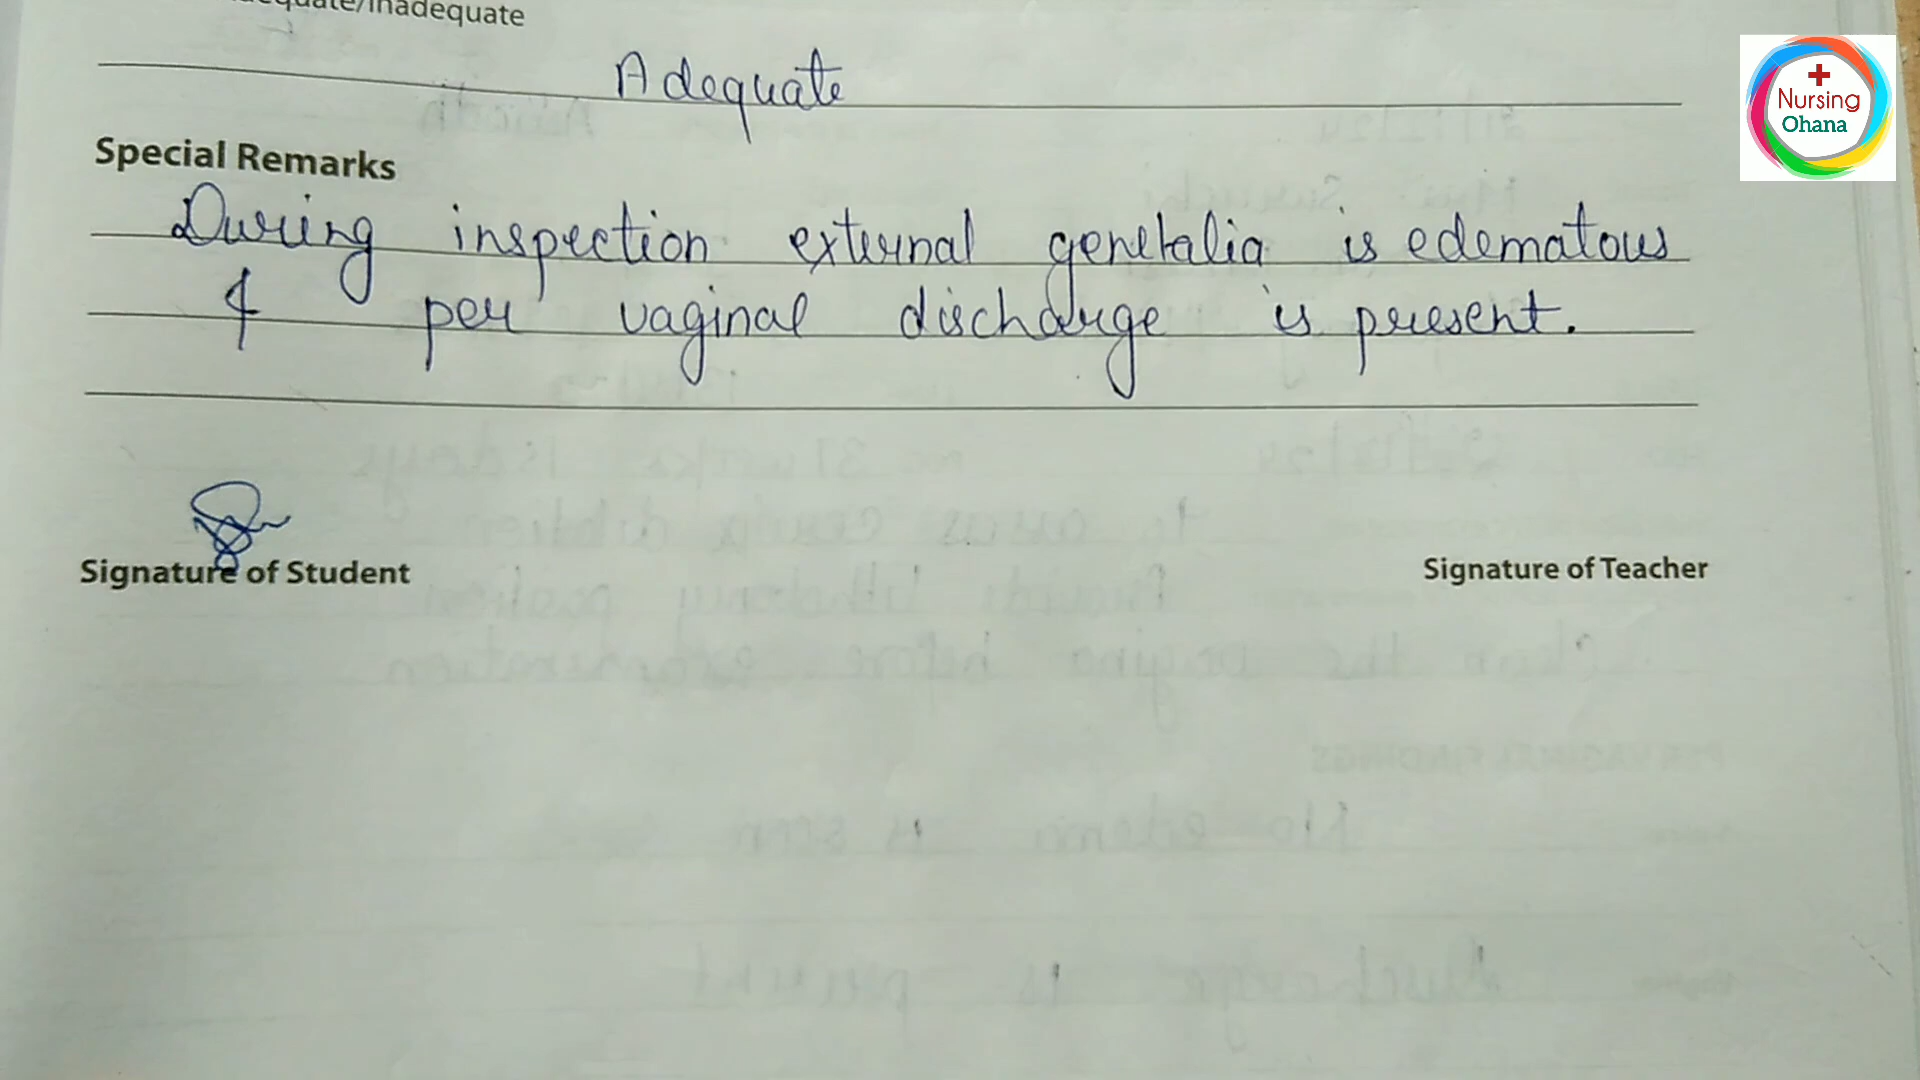 adequate/inadequate
Adequate
Special Remarks
During inspection external genetalia is edematous
& per vaginal discharge is present.
Signature of Student
Signature of Teacher
Nursing
Ohana